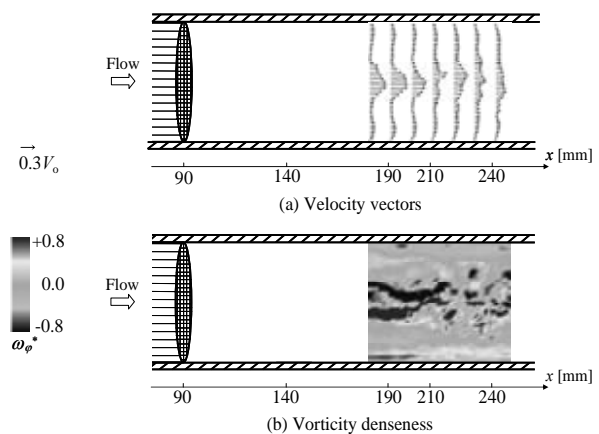 Flow
0.3Vₒ
x [mm]
90 140 190 210 240
(a) Velocity vectors
+0.8
0.0
-0.8
ω_φ*
Flow
x [mm]
90 140 190 210 240
(b) Vorticity denseness